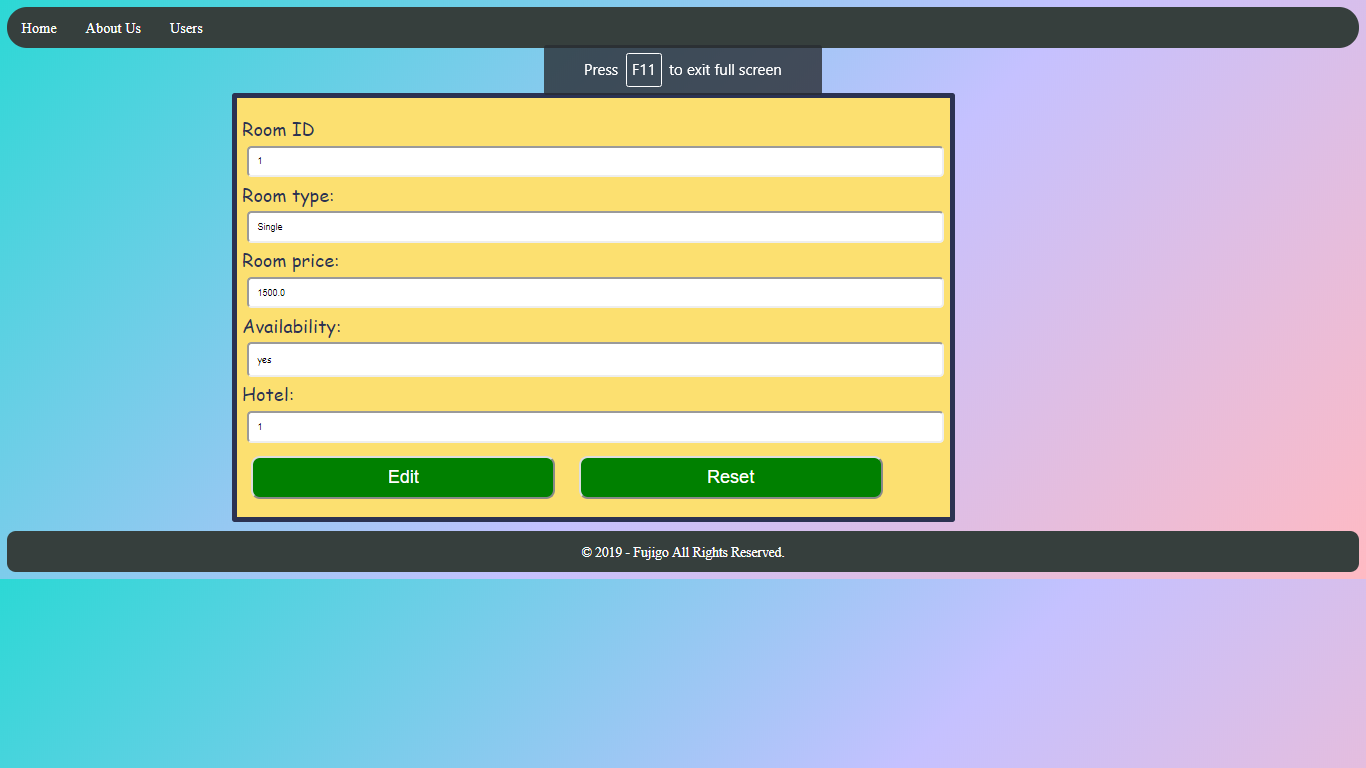 Home About Us Users
Press F11 to exit full screen
Room ID
1
Room type:
Single
Room price:
1500.0
Availability:
yes
Hotel:
1
Edit Reset
© 2019 - Fujigo All Rights Reserved.